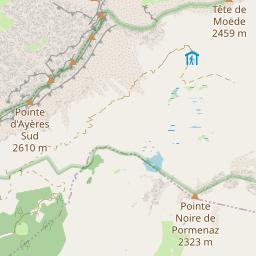 Tête de
Moëde
2459 m
Pointe
d'Ayères
Sud
2610 m
Pointe
Noire de
Pormenaz
2323 m